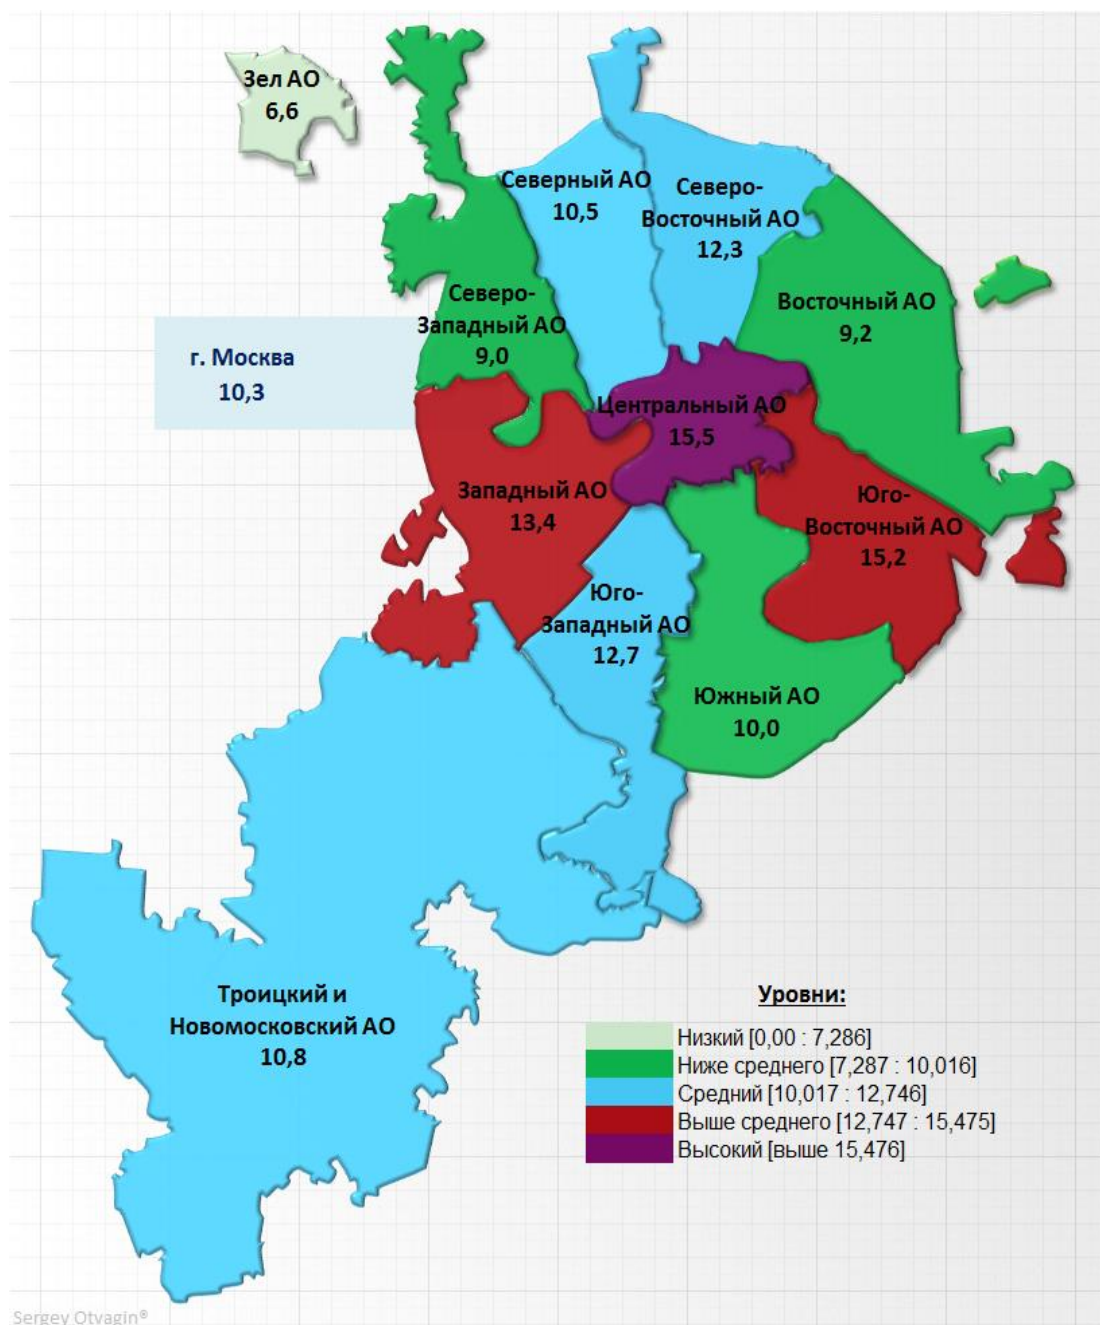 Зел АО
6,6
Северный АО
10,5
Северо-
Восточный АО
12,3
Северо-
Западный АО
9,0
Восточный АО
9,2
г. Москва
10,3
Центральный АО
15,5
Западный АО
13,4
Юго-
Восточный АО
15,2
Юго-
Западный АО
12,7
Южный АО
10,0
Троицкий и
Новомосковский АО
10,8
Уровни:
Низкий [0,00 : 7,286]
Ниже среднего [7,287 : 10,016]
Средний [10,017 : 12,746]
Выше среднего [12,747 : 15,475]
Высокий [выше 15,476]
Sergey Otvagin®